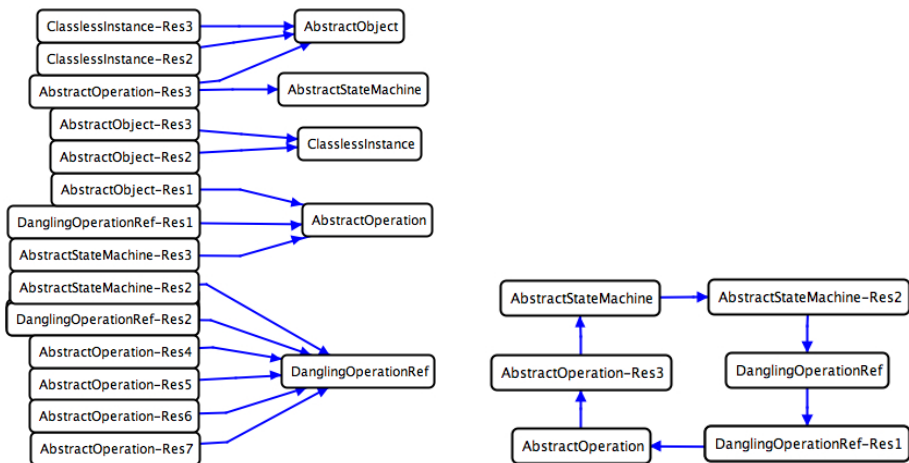 ClasslessInstance-Res3
AbstractObject
ClasslessInstance-Res2
AbstractOperation-Res3
AbstractStateMachine
AbstractObject-Res3
ClasslessInstance
AbstractObject-Res2
AbstractObject-Res1
AbstractOperation
DanglingOperationRef-Res1
AbstractStateMachine-Res3
AbstractStateMachine-Res2
DanglingOperationRef-Res2
AbstractOperation-Res4
DanglingOperationRef
AbstractOperation-Res5
AbstractOperation-Res6
AbstractOperation-Res7
AbstractStateMachine
AbstractStateMachine-Res2
AbstractOperation-Res3
DanglingOperationRef
AbstractOperation
DanglingOperationRef-Res1